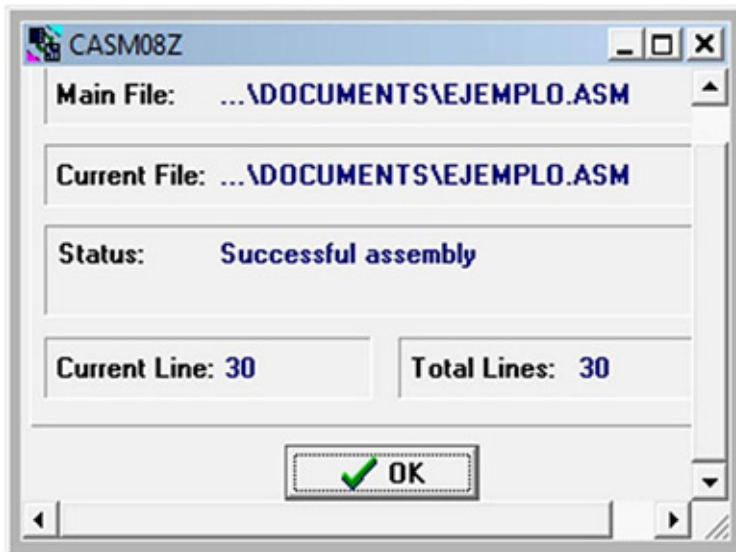 CASM08Z
Main File: ...\DOCUMENTS\EJEMPLO.ASM
Current File: ...\DOCUMENTS\EJEMPLO.ASM
Status: Successful assembly
Current Line: 30 Total Lines: 30
OK